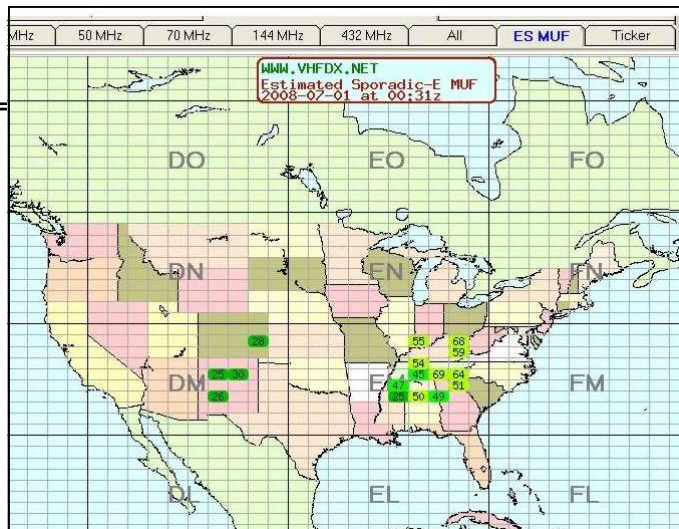 MHz 50 MHz 70 MHz 144 MHz 432 MHz All ES MUF Ticker
WWW.VHFDX.NET
Estimated Sporadic-E MUF
2008-07-01 at 00:31z
DO EO FO
DN EN FN
28 55 68
59
54
DM 25 30 45 69 64 FM
47 51
26 25 50 49
DL EL FL